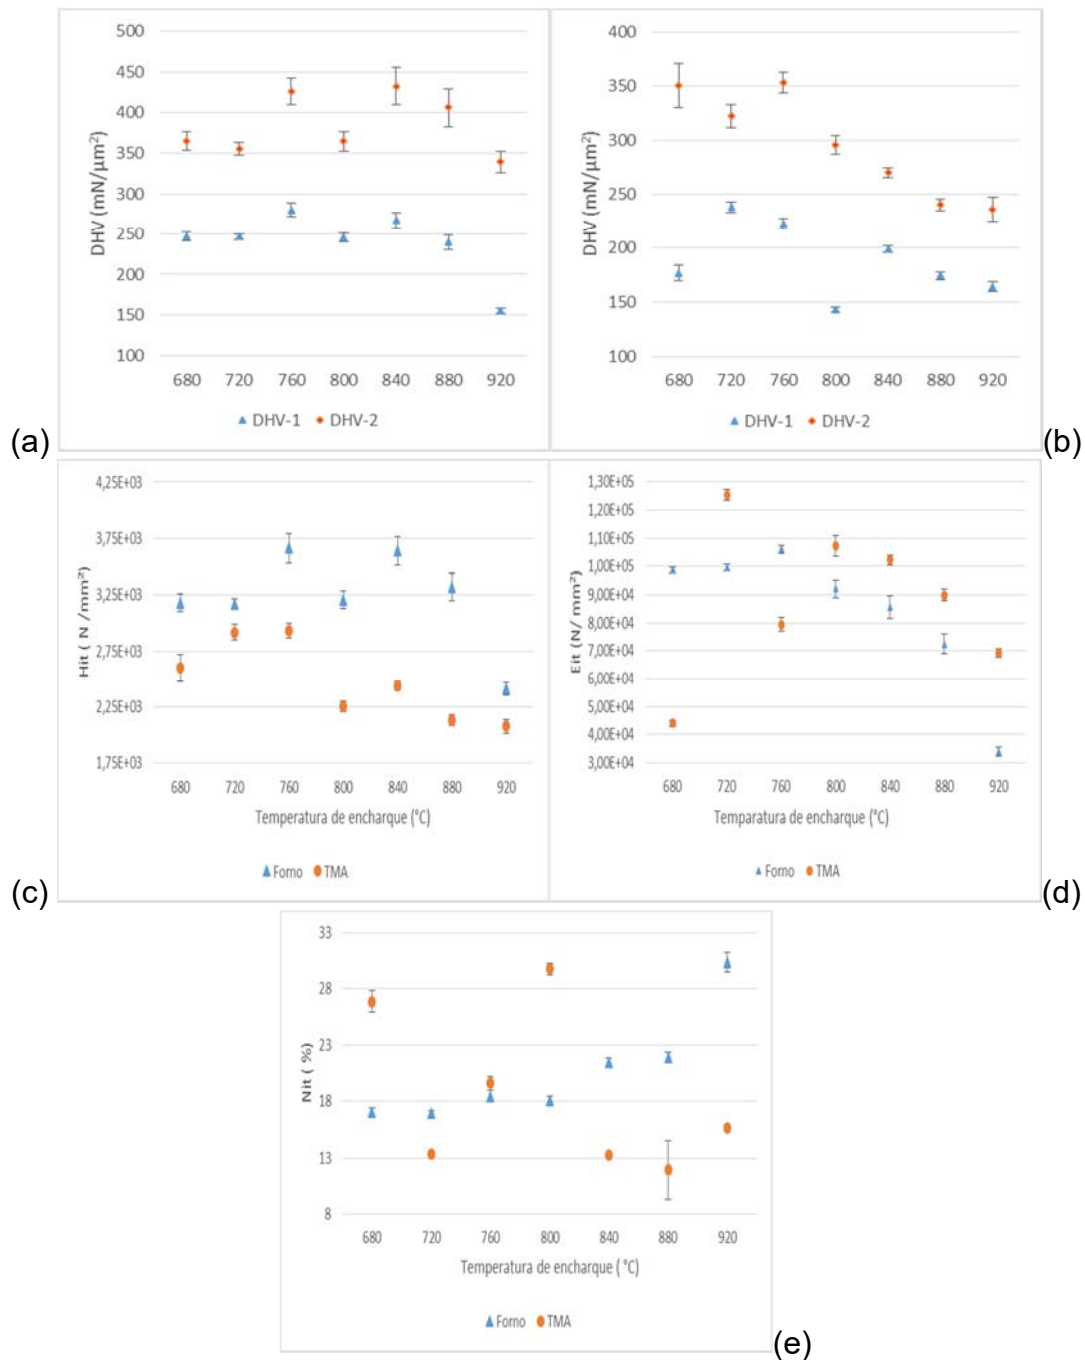 500
450
400
350
300
250
200
150
100
DHV (mN/µm²)
680 720 760 800 840 880 920
DHV-1 DHV-2
(a)
400
350
300
250
200
150
100
DHV (mN/µm²)
680 720 760 800 840 880 920
DHV-1 DHV-2
(b)
4,25E+03
3,75E+03
3,25E+03
2,75E+03
2,25E+03
1,75E+03
Hit ( N /mm²)
680 720 760 800 840 880 920
Temperatura de encharque (°C)
Forno TMA
(c)
1,30E+05
1,20E+05
1,10E+05
1,00E+05
9,00E+04
8,00E+04
7,00E+04
6,00E+04
5,00E+04
4,00E+04
3,00E+04
Eit (N/ mm²)
680 720 760 800 840 880 920
Temparatura de encharque (°C)
Forno TMA
(d)
33
28
23
18
13
8
Nit ( %)
680 720 760 800 840 880 920
Temperatura de encharque ( °C)
Forno TMA
(e)